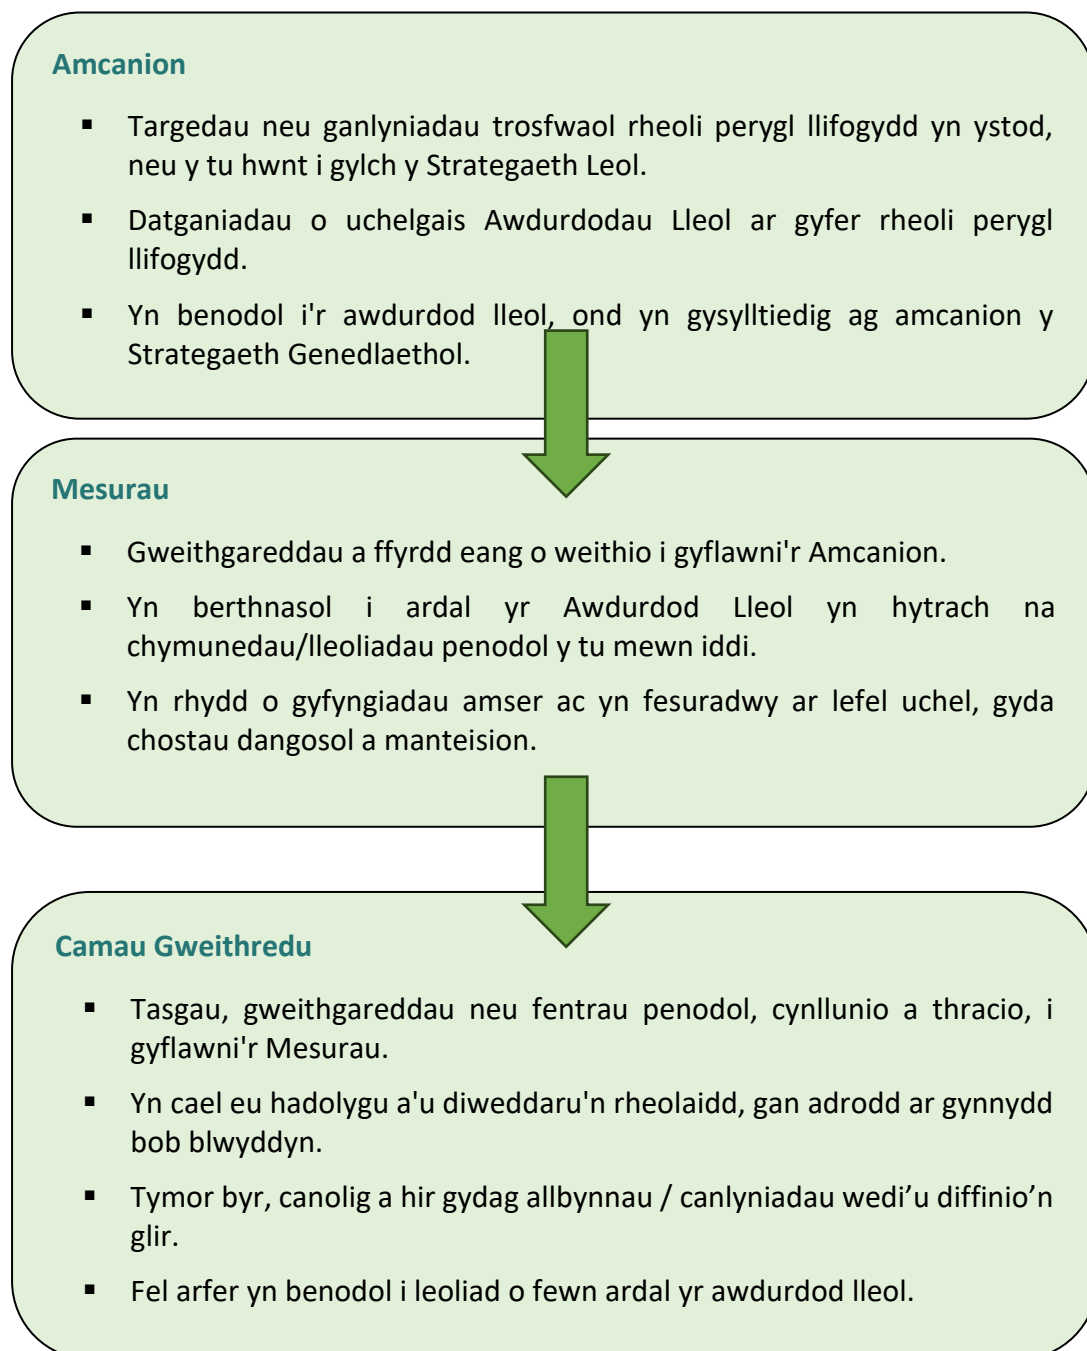 Amcanion
▪ Targedau neu ganlyniadau trosfwaol rheoli perygl llifogydd yn ystod,
neu y tu hwnt i gylch y Strategaeth Leol.
▪ Datganiadau o uchelgais Awdurdodau Lleol ar gyfer rheoli perygl
llifogydd.
▪ Yn benodol i'r awdurdod lleol, ond yn gysylltiedig ag amcanion y
Strategaeth Genedlaethol.
Mesurau
▪ Gweithgareddau a ffyrdd eang o weithio i gyflawni'r Amcanion.
▪ Yn berthnasol i ardal yr Awdurdod Lleol yn hytrach na
chymunedau/lleoliadau penodol y tu mewn iddi.
▪ Yn rhydd o gyfyngiadau amser ac yn fesuradwy ar lefel uchel, gyda
chostau dangosol a manteision.
Camau Gweithredu
▪ Tasgau, gweithgareddau neu fentrau penodol, cynllunio a thracio, i
gyflawni'r Mesurau.
▪ Yn cael eu hadolygu a'u diweddaru'n rheolaidd, gan adrodd ar gynnydd
bob blwyddyn.
▪ Tymor byr, canolig a hir gydag allbynnau / canlyniadau wedi’u diffinio’n
glir.
▪ Fel arfer yn benodol i leoliad o fewn ardal yr awdurdod lleol.